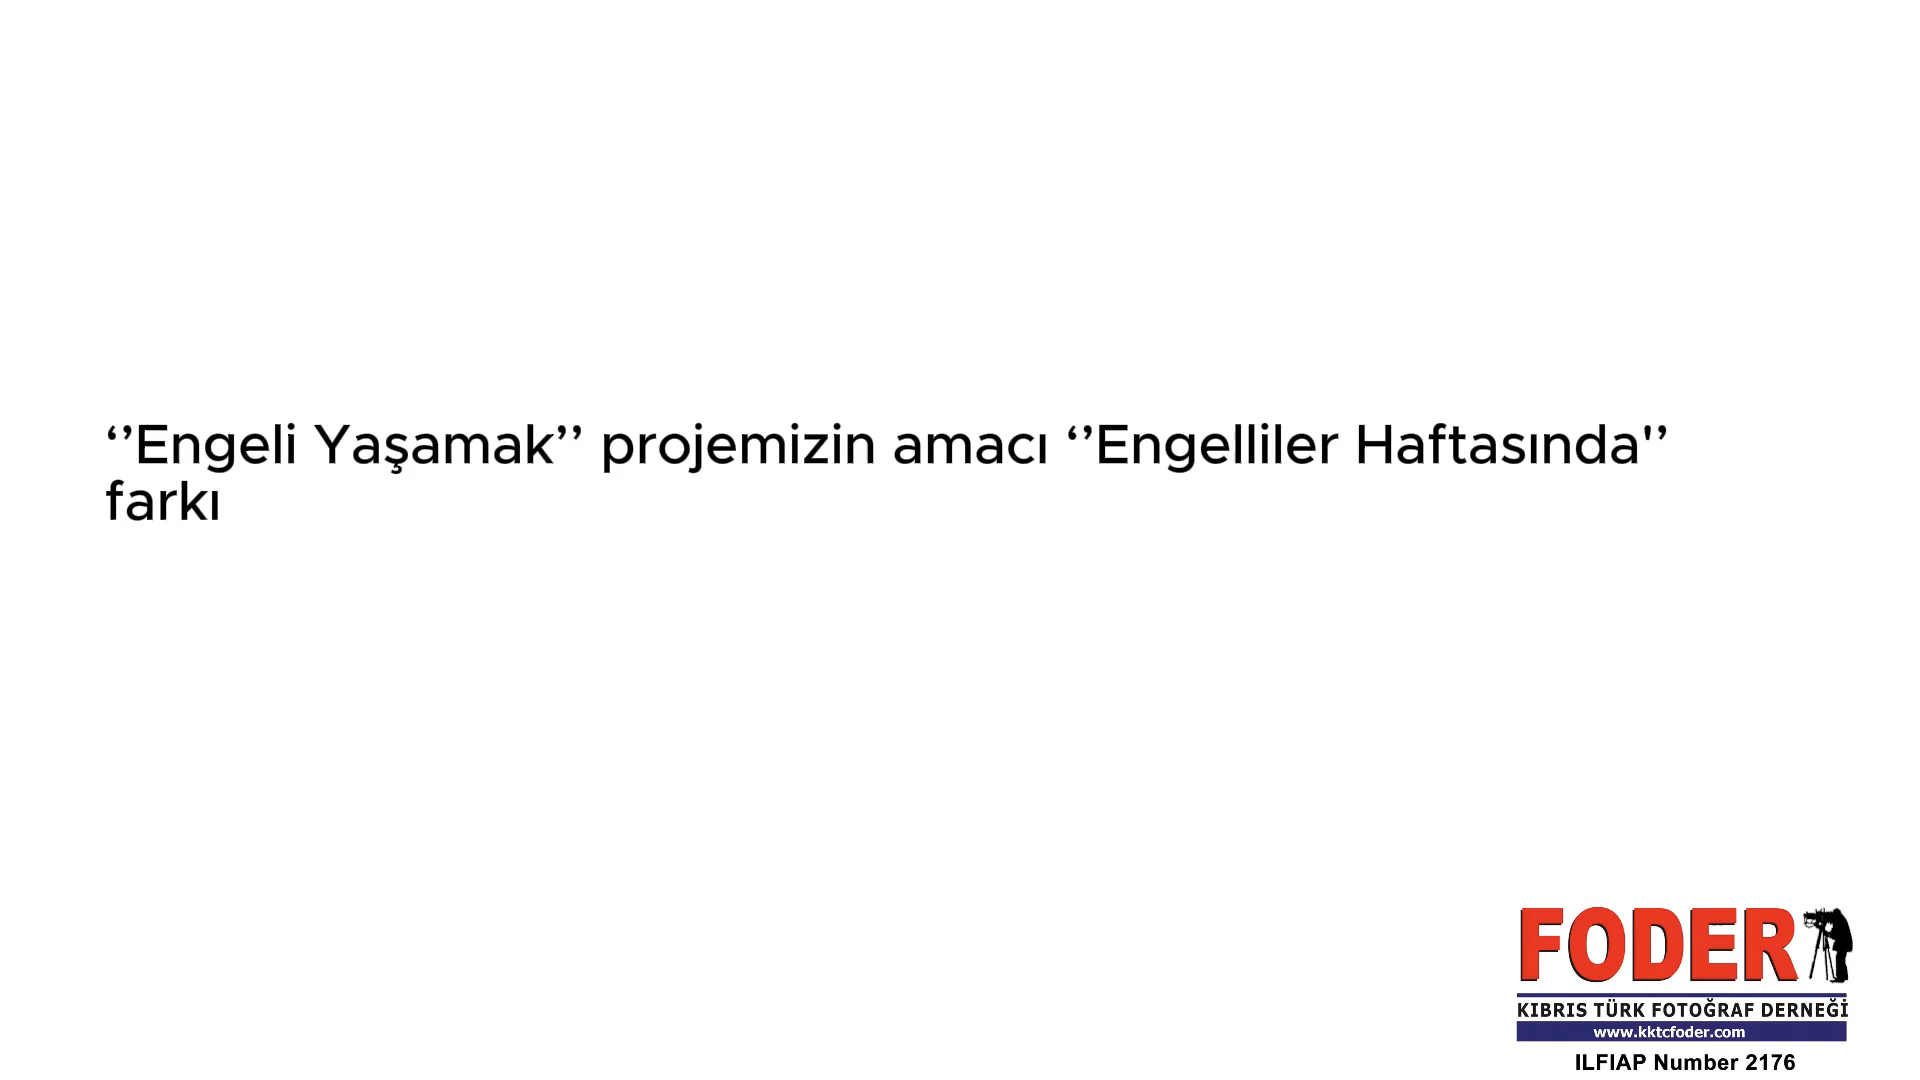 ‘’Engeli Yaşamak’’ projemizin amacı ‘’Engelliler Haftasında'’
farkı
FODER
KIBRIS TÜRK FOTOĞRAF DERNEĞİ
www.kktcfoder.com
ILFIAP Number 2176